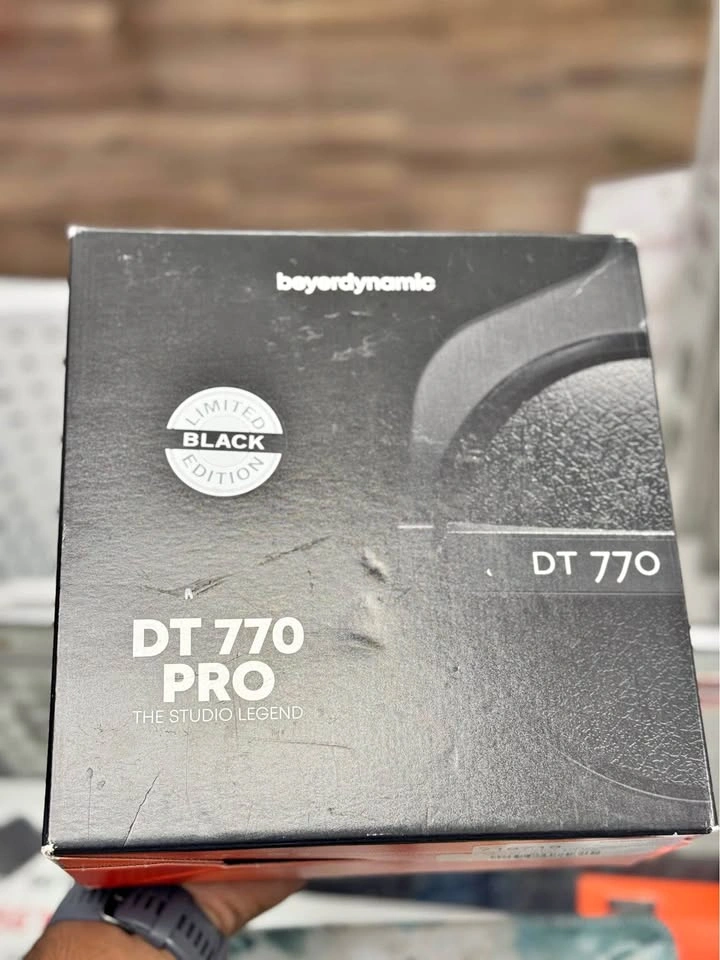 beyerdynamic
LIMITED
BLACK
EDITION
DT 770
DT 770
PRO
THE STUDIO LEGEND